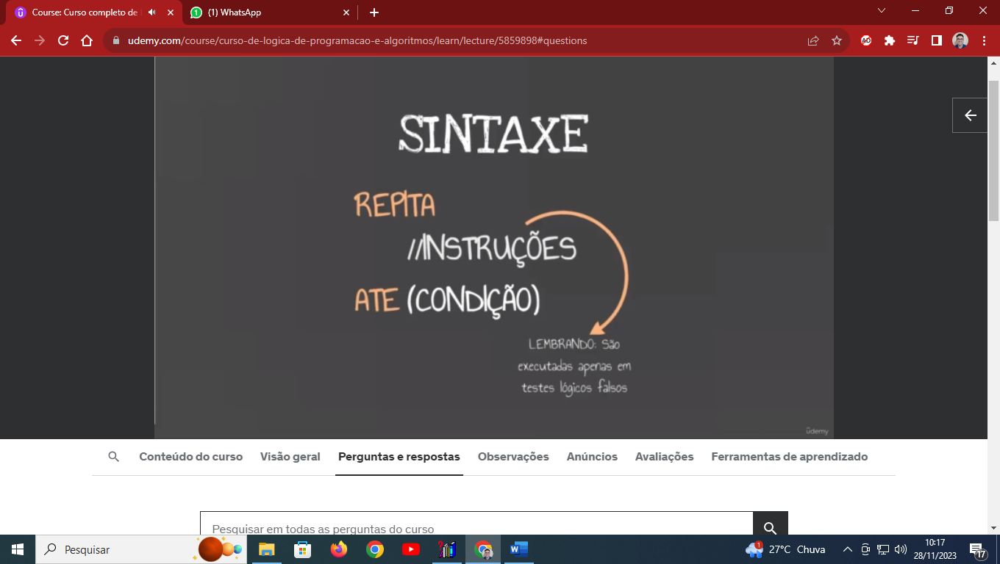 Course: Curso completo de
(1) WhatsApp
udemy.com/course/curso-de-logica-de-programacao-e-algoritmos/learn/lecture/5859898#questions
SINTAXE
REPITA
//INSTRUÇÕES
ATE (CONDIÇÃO)
LEMBRANDO: São
executadas apenas em
testes lógicos falsos
udemy
Conteúdo do curso
Visão geral
Perguntas e respostas
Observações
Anúncios
Avaliações
Ferramentas de aprendizado
Pesquisar em todas as perguntas do curso
Pesquisar
27°C Chuva
10:17
28/11/2023
17